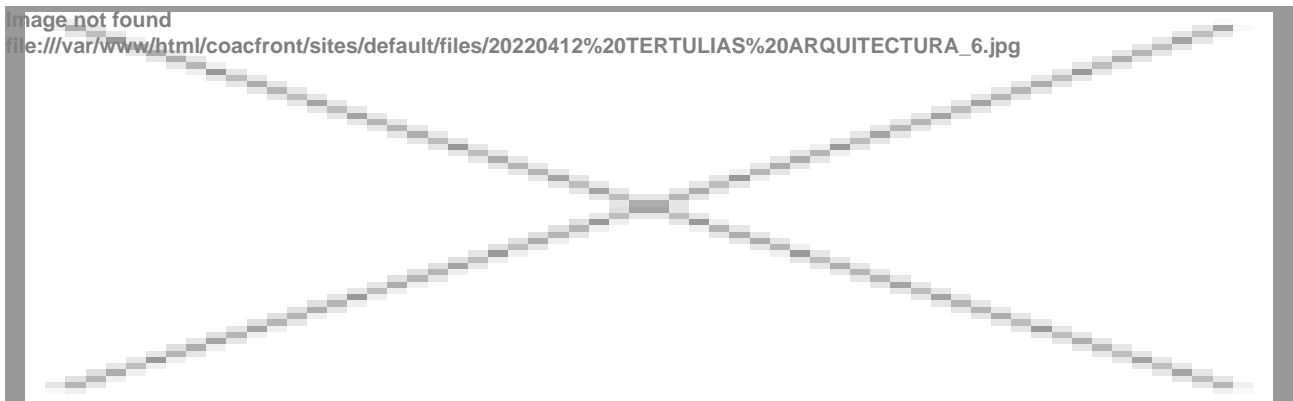 Image not found
file:///var/www/html/coacfront/sites/default/files/20220412%20TERTULIAS%20ARQUITECTURA_6.jpg